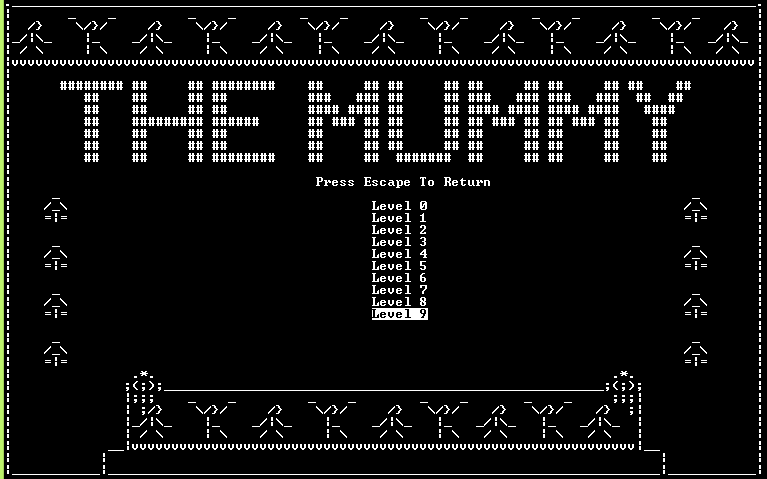 THE MUMMY
Press Escape To Return
Level 0
Level 1
Level 2
Level 3
Level 4
Level 5
Level 6
Level 7
Level 8
Level 9